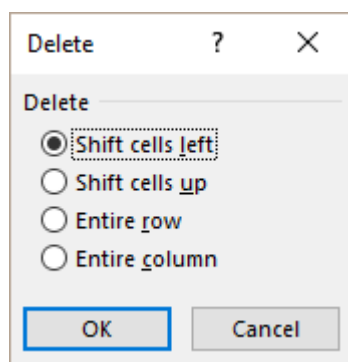 Delete ?
Delete
Shift cells left
Shift cells up
Entire row
Entire column
OK Cancel